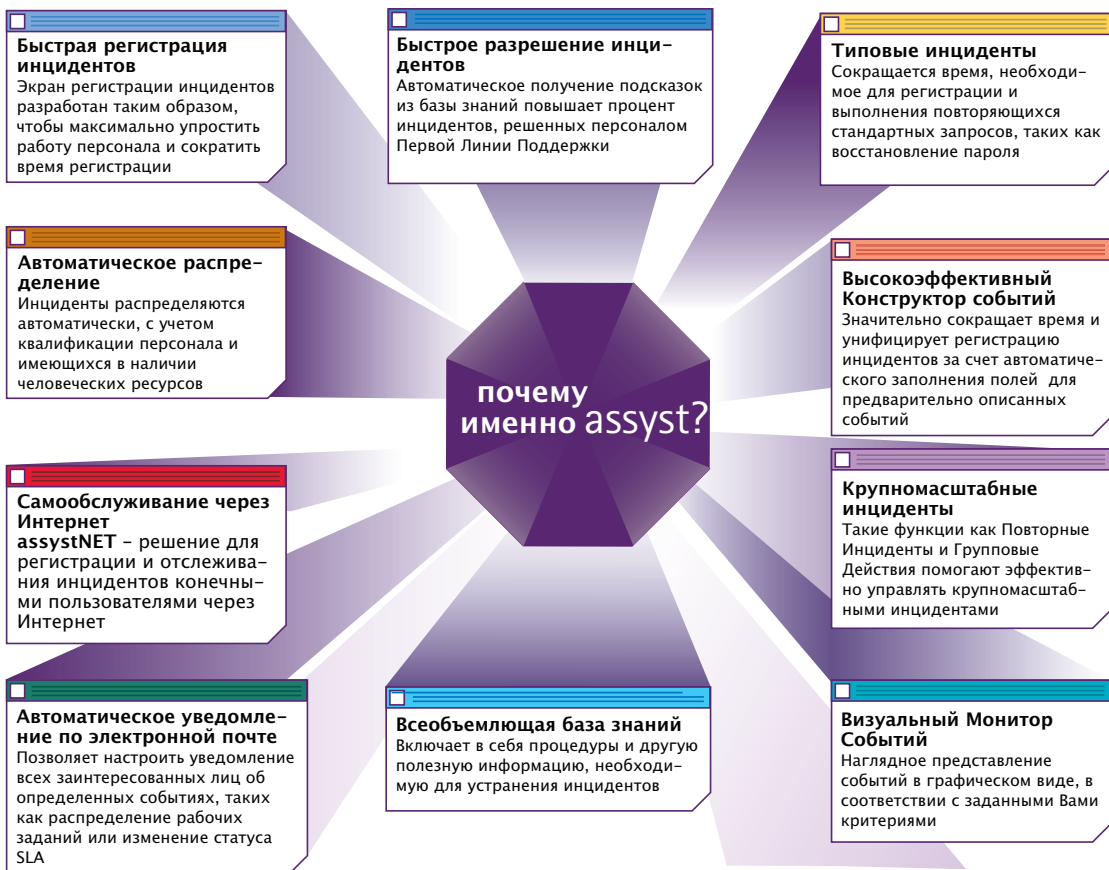 Быстрая регистрация
инцидентов
Экран регистрации инцидентов
разработан таким образом,
чтобы максимально упростить
работу персонала и сократить
время регистрации
Быстрое разрешение инци-
дентов
Автоматическое получение подсказок
из базы знаний повышает процент
инцидентов, решенных персоналом
Первой Линии Поддержки
Типовые инциденты
Сокращается время, необходи-
мое для регистрации и
выполнения повторяющихся
стандартных запросов, таких как
восстановление пароля
Автоматическое распре-
деление
Инциденты распределяются
автоматически, с учетом
квалификации персонала и
имеющихся в наличии
человеческих ресурсов
Высокоэффективный
Конструктор событий
Значительно сокращает время и
унифицирует регистрацию
инцидентов за счет автоматиче-
ского заполнения полей для
предварительно описанных
событий
почему
именно assyst?
Самообслуживание через
Интернет
assystNET – решение для
регистрации и отслежива-
ния инцидентов конечны-
ми пользователями через
Интернет
Крупномасштабные
инциденты
Такие функции как Повторные
Инциденты и Групповые
Действия помогают эффектив-
но управлять крупномасштаб-
ными инцидентами
Автоматическое уведомле-
ние по электронной почте
Позволяет настроить уведомление
всех заинтересованных лиц об
определенных событиях, таких
как распределение рабочих
заданий или изменение статуса
SLA
Всеобъемлющая база знаний
Включает в себя процедуры и другую
полезную информацию, необходи-
мую для устранения инцидентов
Визуальный Монитор
Событий
Наглядное представление
событий в графическом виде, в
соответствии с заданными Вами
критериями